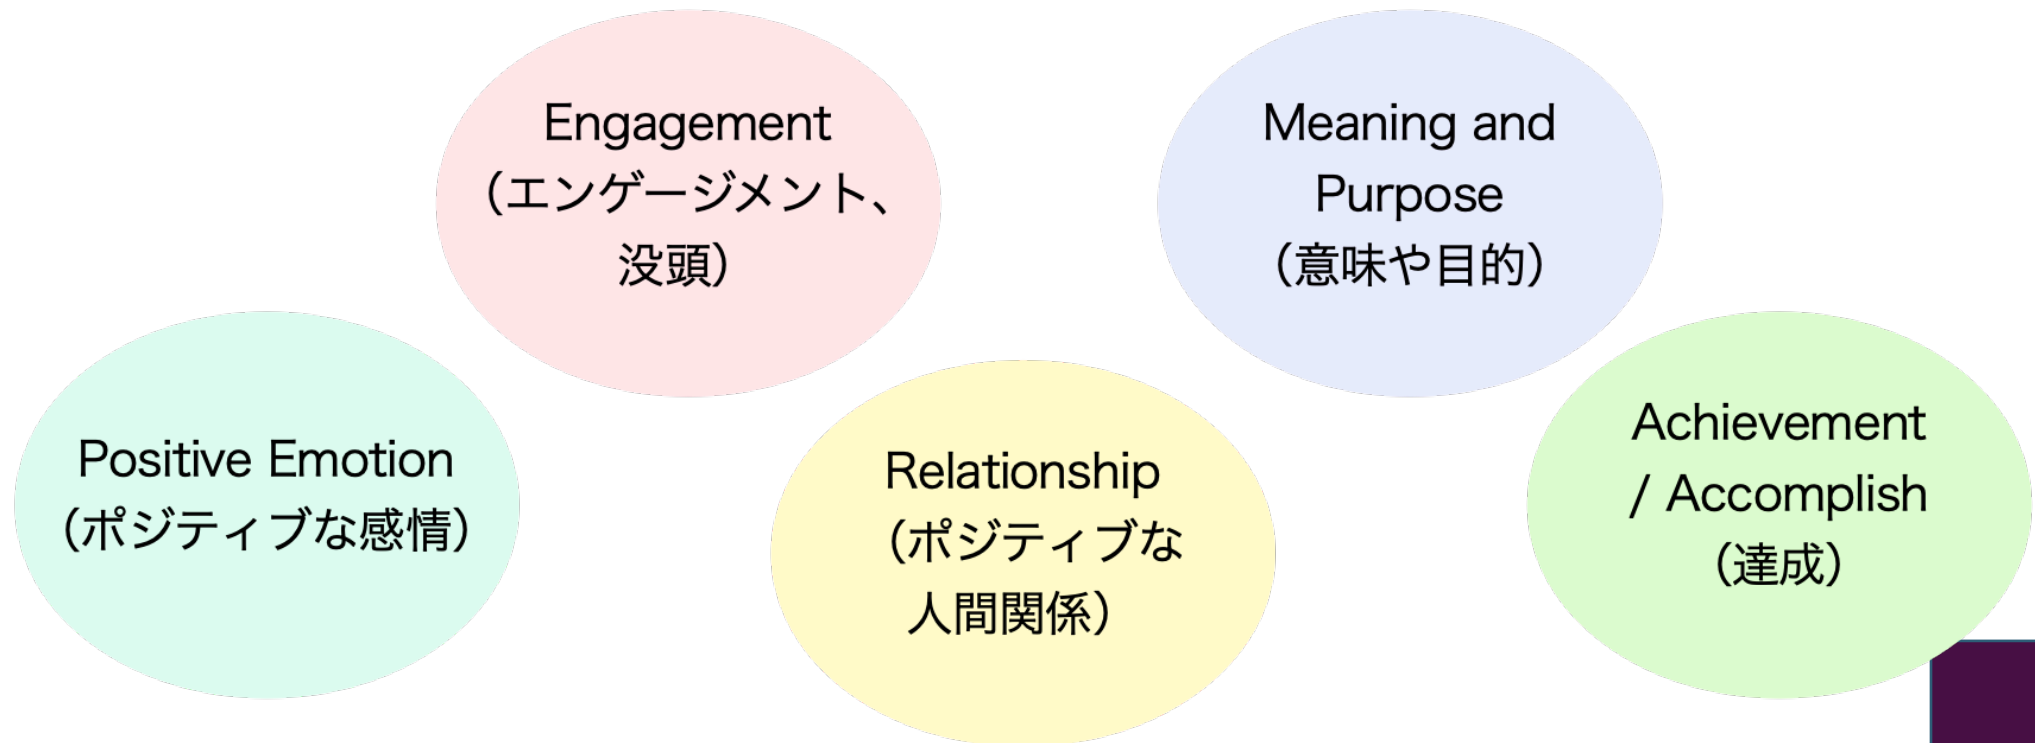 Engagement
（エンゲージメント、
没頭）
Meaning and
Purpose
（意味や目的）
Positive Emotion
（ポジティブな感情）
Relationship
（ポジティブな
人間関係）
Achievement
/ Accomplish
（達成）